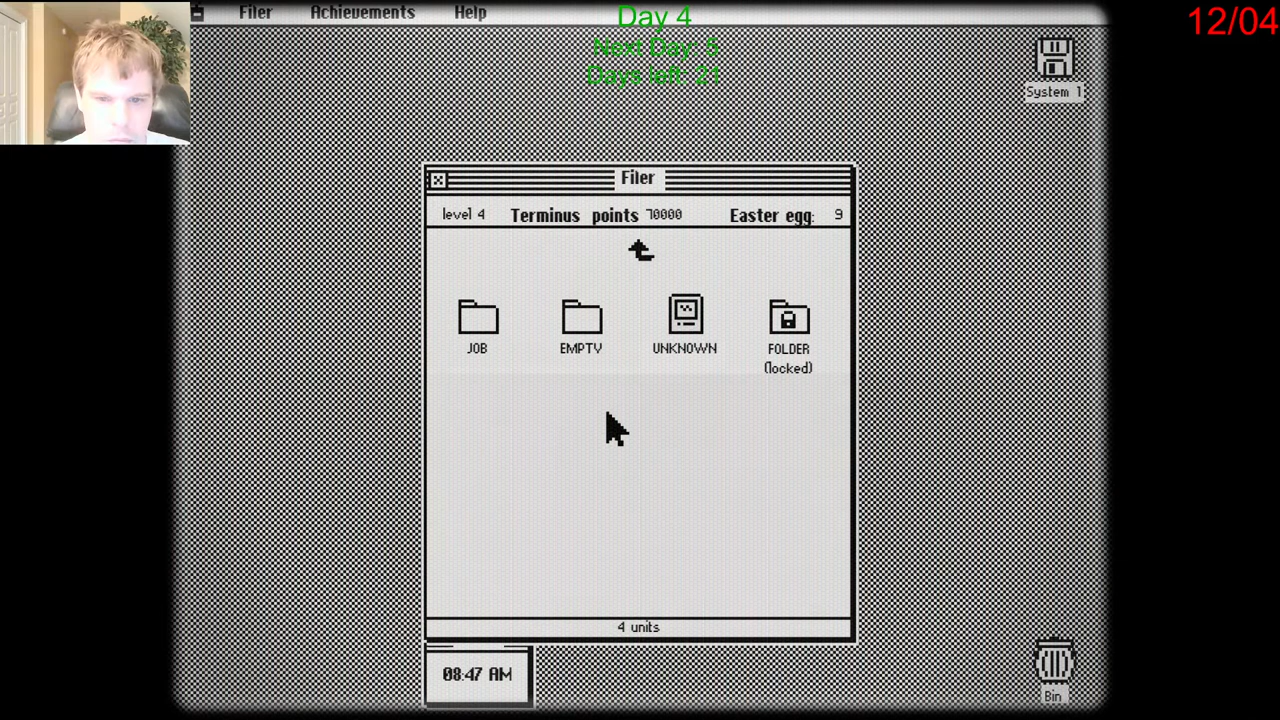 Filer Achievements Help
Day 4
Next Day: 5
Days left: 21
12/04
System 1
Filer
level 4 Terminus points 70000 Easter egg: 9
JOB EMPTY UNKNOWN FOLDER
(locked)
4 units
08:47 AM
Bin